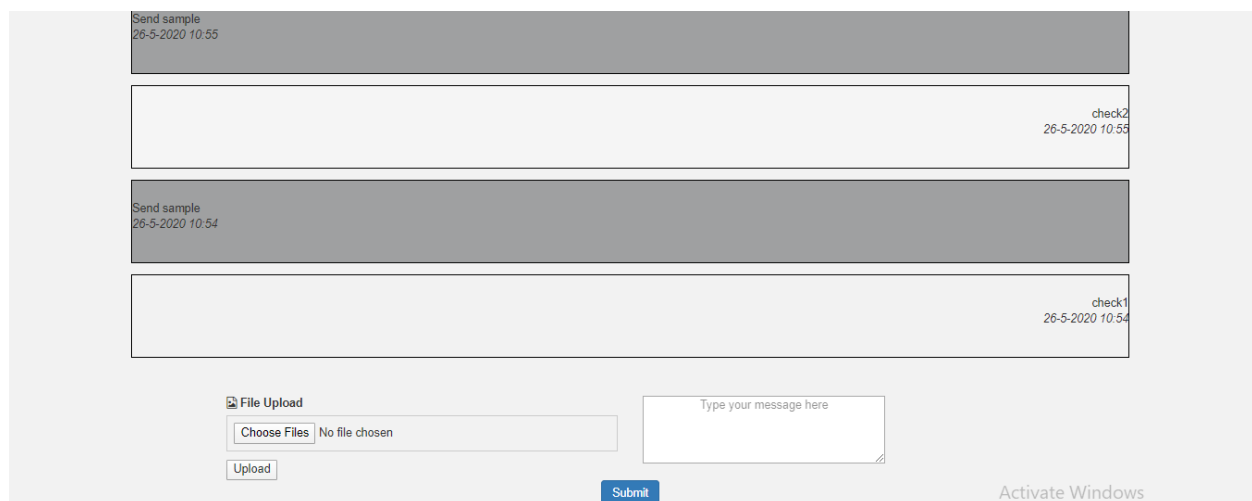 Send sample
26-5-2020 10:55
check2
26-5-2020 10:55
Send sample
26-5-2020 10:54
check1
26-5-2020 10:54
File Upload
Choose Files No file chosen
Upload
Type your message here
Submit
Activate Windows